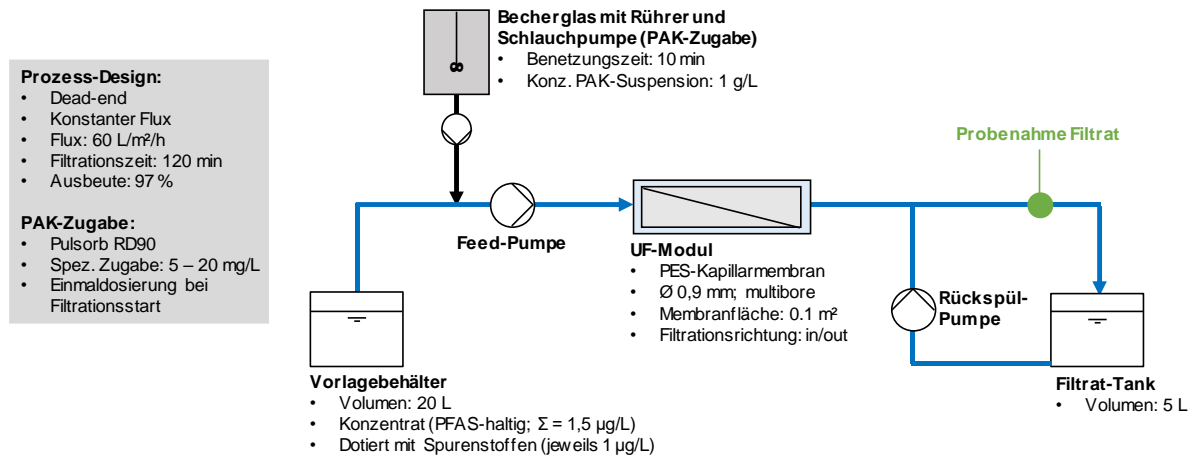 Prozess-Design:
• Dead-end
• Konstanter Flux
• Flux: 60 L/m²/h
• Filtrationszeit: 120 min
• Ausbeute: 97 %
PAK-Zugabe:
• Pulsorb RD90
• Spez. Zugabe: 5 – 20 mg/L
• Einmaldosierung bei
Filtrationsstart
Becherglas mit Rührer und
Schlauchpumpe (PAK-Zugabe)
• Benetzungszeit: 10 min
• Konz. PAK-Suspension: 1 g/L
Probenahme Filtrat
Feed-Pumpe
UF-Modul
• PES-Kapillarmembran
• Ø 0,9 mm; multibore
• Membranfläche: 0.1 m²
• Filtrationsrichtung: in/out
Rückspül-
Pumpe
Vorlagebehälter
• Volumen: 20 L
• Konzentrat (PFAS-haltig; Σ = 1,5 µg/L)
• Dotiert mit Spurenstoffen (jeweils 1 µg/L)
Filtrat-Tank
• Volumen: 5 L